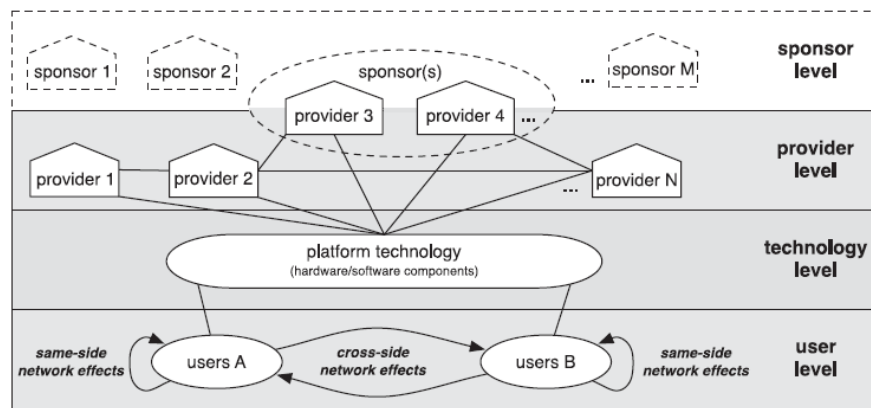 sponsor 1
sponsor 2
sponsor(s)
... sponsor M
sponsor
level
provider 3
provider 4
...
provider 1
provider 2
... provider N
provider
level
platform technology
(hardware/software components)
technology
level
same-side
network effects
users A
cross-side
network effects
users B
same-side
network effects
user
level